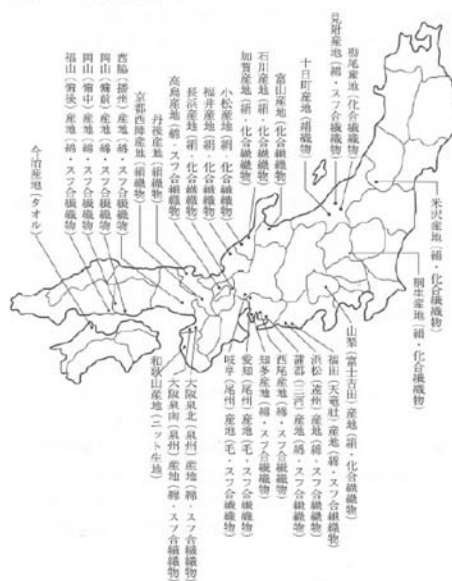 栃尾産地(化合繊織物)
見附産地(綿・スフ合繊織物)
十日町産地(絹織物)
富山産地(絹・化合繊織物)
石川産地(絹・化合繊織物)
加賀産地(絹・化合繊織物)
小松産地(絹・化合繊織物)
福井産地(絹・化合繊織物)
長浜産地(絹・化合繊織物)
高島産地(綿・スフ合繊織物)
丹後産地(絹織物)
京都西陣産地(絹織物)
西脇(播州)産地(綿・スフ合繊織物)
岡山(備前)産地(綿・スフ合繊織物)
岡山(備中)産地(綿・スフ合繊織物)
福山(備後)産地(綿・スフ合繊織物)
今治産地(タオル)
米沢産地(絹・化合繊織物)
桐生産地(絹・化合繊織物)
山梨(富士吉田)産地(絹・化合繊織物)
福田(天竜社)産地(綿・スフ合繊織物)
浜松(遠州)産地(綿・スフ合繊織物)
蒲郡(三河)産地(綿・スフ合繊織物)
西尾産地(綿・スフ合繊織物)
知多産地(綿・スフ合繊織物)
愛知(尾州)産地(毛・スフ合繊織物)
岐阜(尾州)産地(毛・スフ合繊織物)
大阪泉北(泉州)産地(綿・スフ合繊織物)
大阪泉南(泉州)産地(綿・スフ合繊織物)
和歌山産地(ニット生地)